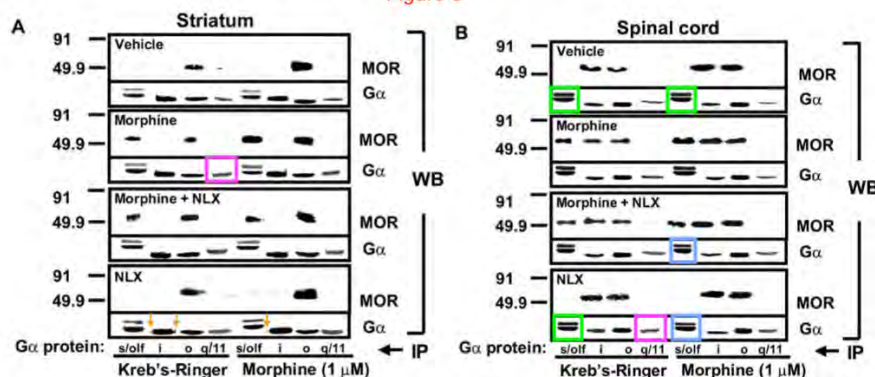 Striatum
A
91
49.9
Vehicle
MOR
Gα
91
49.9
Morphine
MOR
Gα
91
49.9
Morphine + NLX
MOR
Gα
91
49.9
NLX
MOR
Gα
WB
Gα protein: s/olf i o q/11 s/olf i o q/11 ← IP
Kreb's-Ringer Morphine (1 μM)
Spinal cord
B
91
49.9
Vehicle
MOR
Gα
91
49.9
Morphine
MOR
Gα
91
49.9
Morphine + NLX
MOR
Gα
91
49.9
NLX
MOR
Gα
WB
s/olf i o q/11 s/olf i o q/11 ← IP
Kreb's-Ringer Morphine (1 μM)